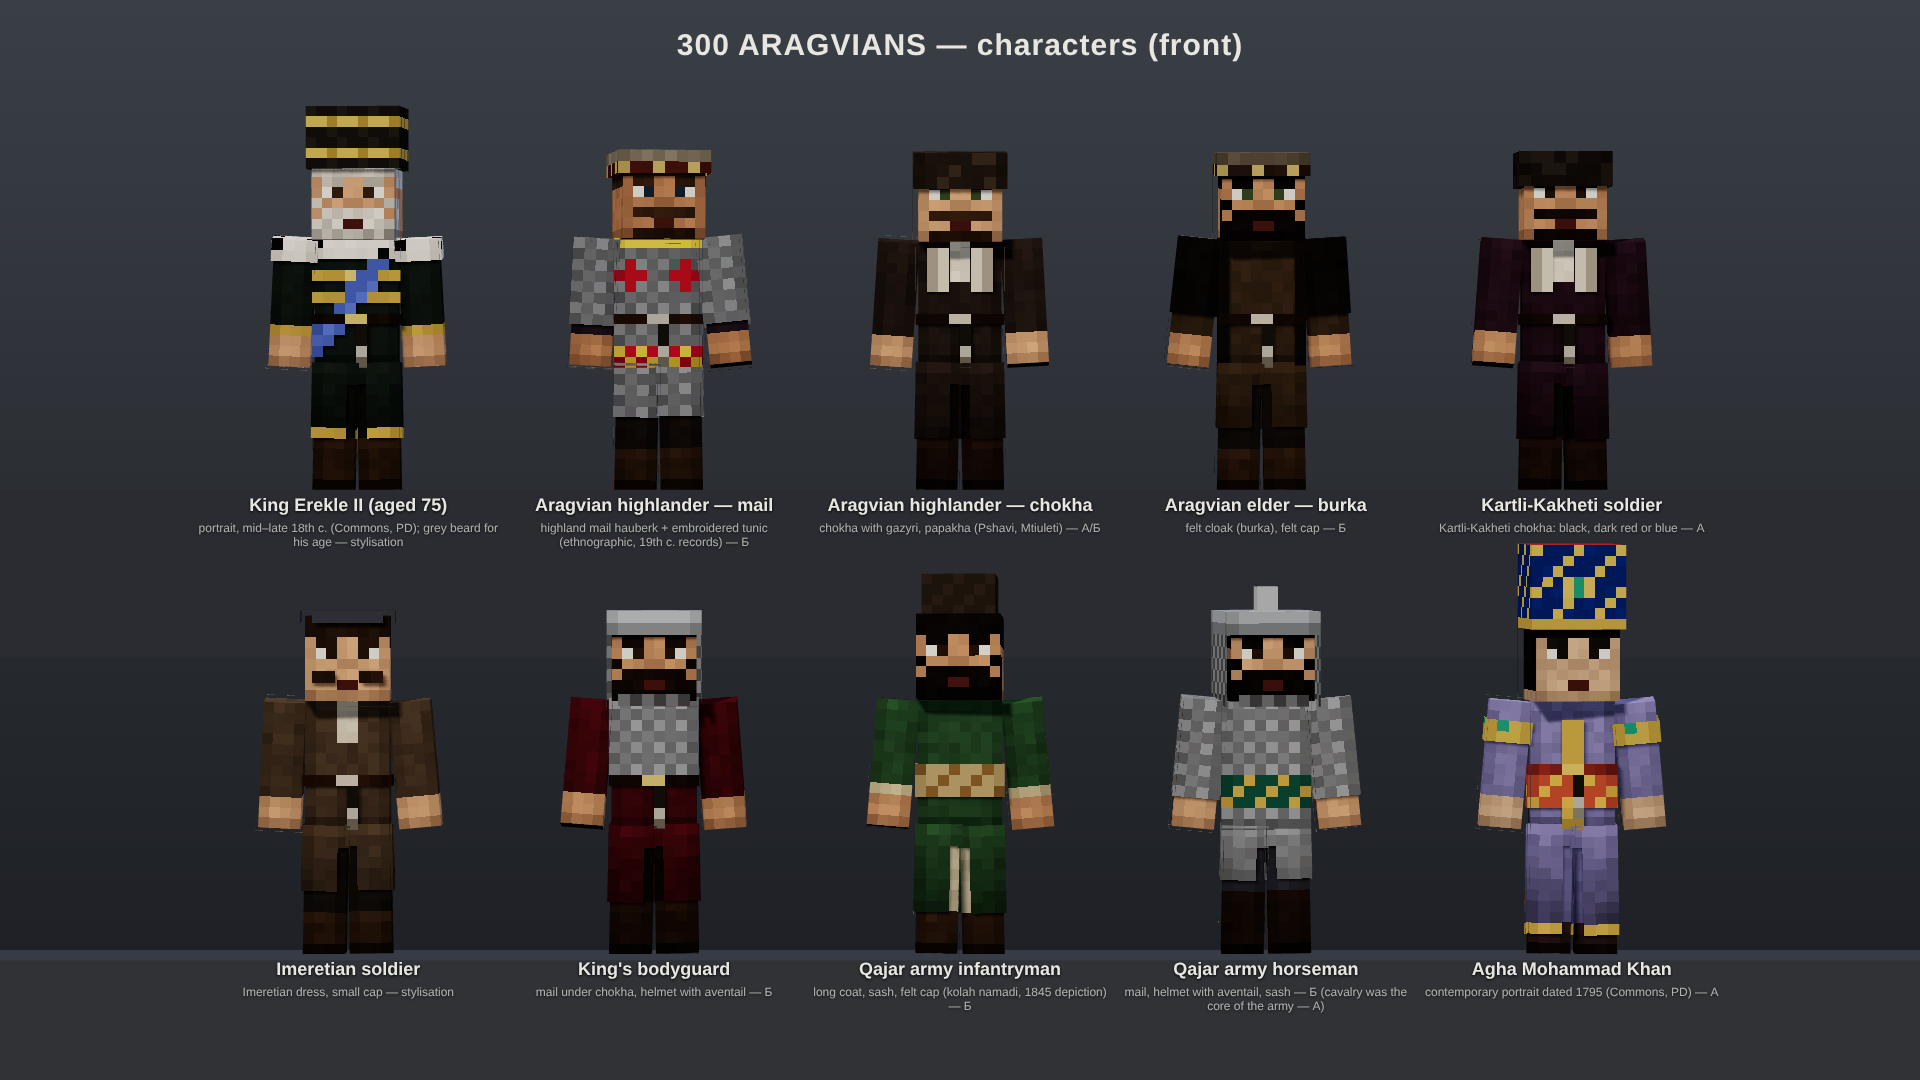 300 ARAGVIANS — characters (front)
King Erekle II (aged 75)
portrait, mid–late 18th c. (Commons, PD); grey beard for
his age — stylisation
Aragvian highlander — mail
highland mail hauberk + embroidered tunic
(ethnographic, 19th c. records) — Б
Aragvian highlander — chokha
chokha with gazyri, papakha (Pshavi, Mtiuleti) — А/Б
Aragvian elder — burka
felt cloak (burka), felt cap — Б
Kartli-Kakheti soldier
Kartli-Kakheti chokha: black, dark red or blue — А
Imeretian soldier
Imeretian dress, small cap — stylisation
King's bodyguard
mail under chokha, helmet with aventail — Б
Qajar army infantryman
long coat, sash, felt cap (kolah namadi, 1845 depiction)
— Б
Qajar army horseman
mail, helmet with aventail, sash — Б (cavalry was the
core of the army — А)
Agha Mohammad Khan
contemporary portrait dated 1795 (Commons, PD) — А